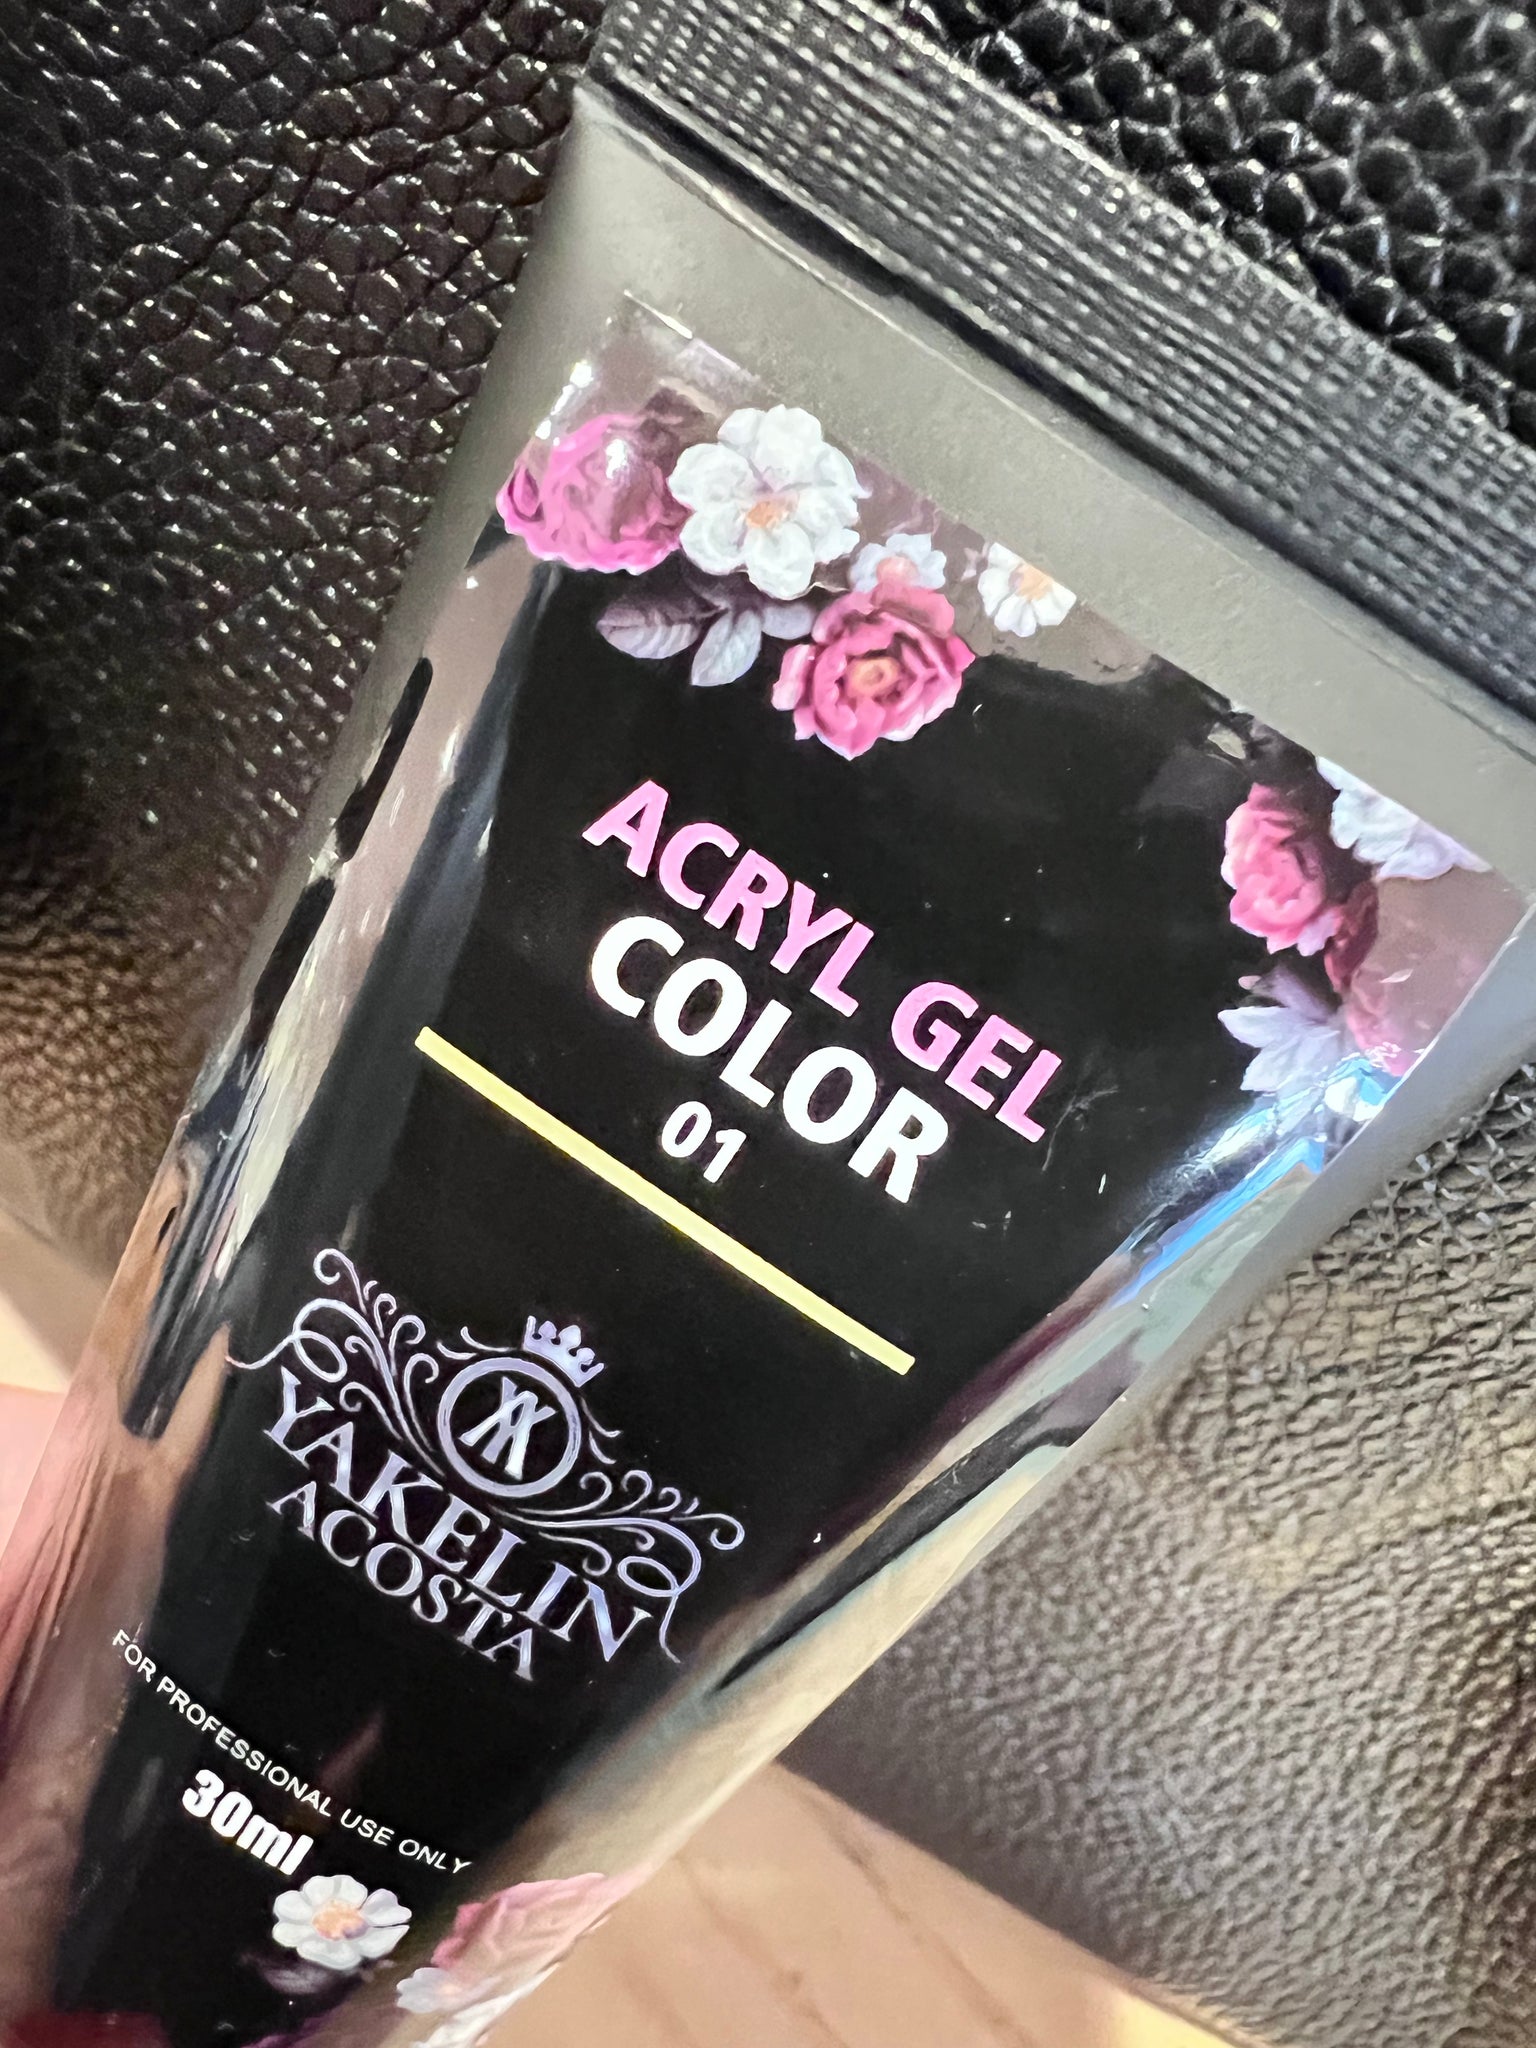 ACRYL GEL
COLOR
01
YAKELIN
ACOSTA
FOR PROFESSIONAL USE ONLY
30ml